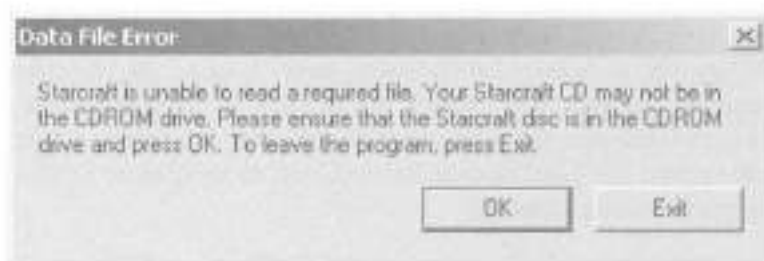 Data File Error
Starcraft is unable to read a required file. Your Starcraft CD may not be in
the CDROM drive. Please ensure that the Starcraft disc is in the CDROM
drive and press OK. To leave the program, press Exit.
OK
Exit